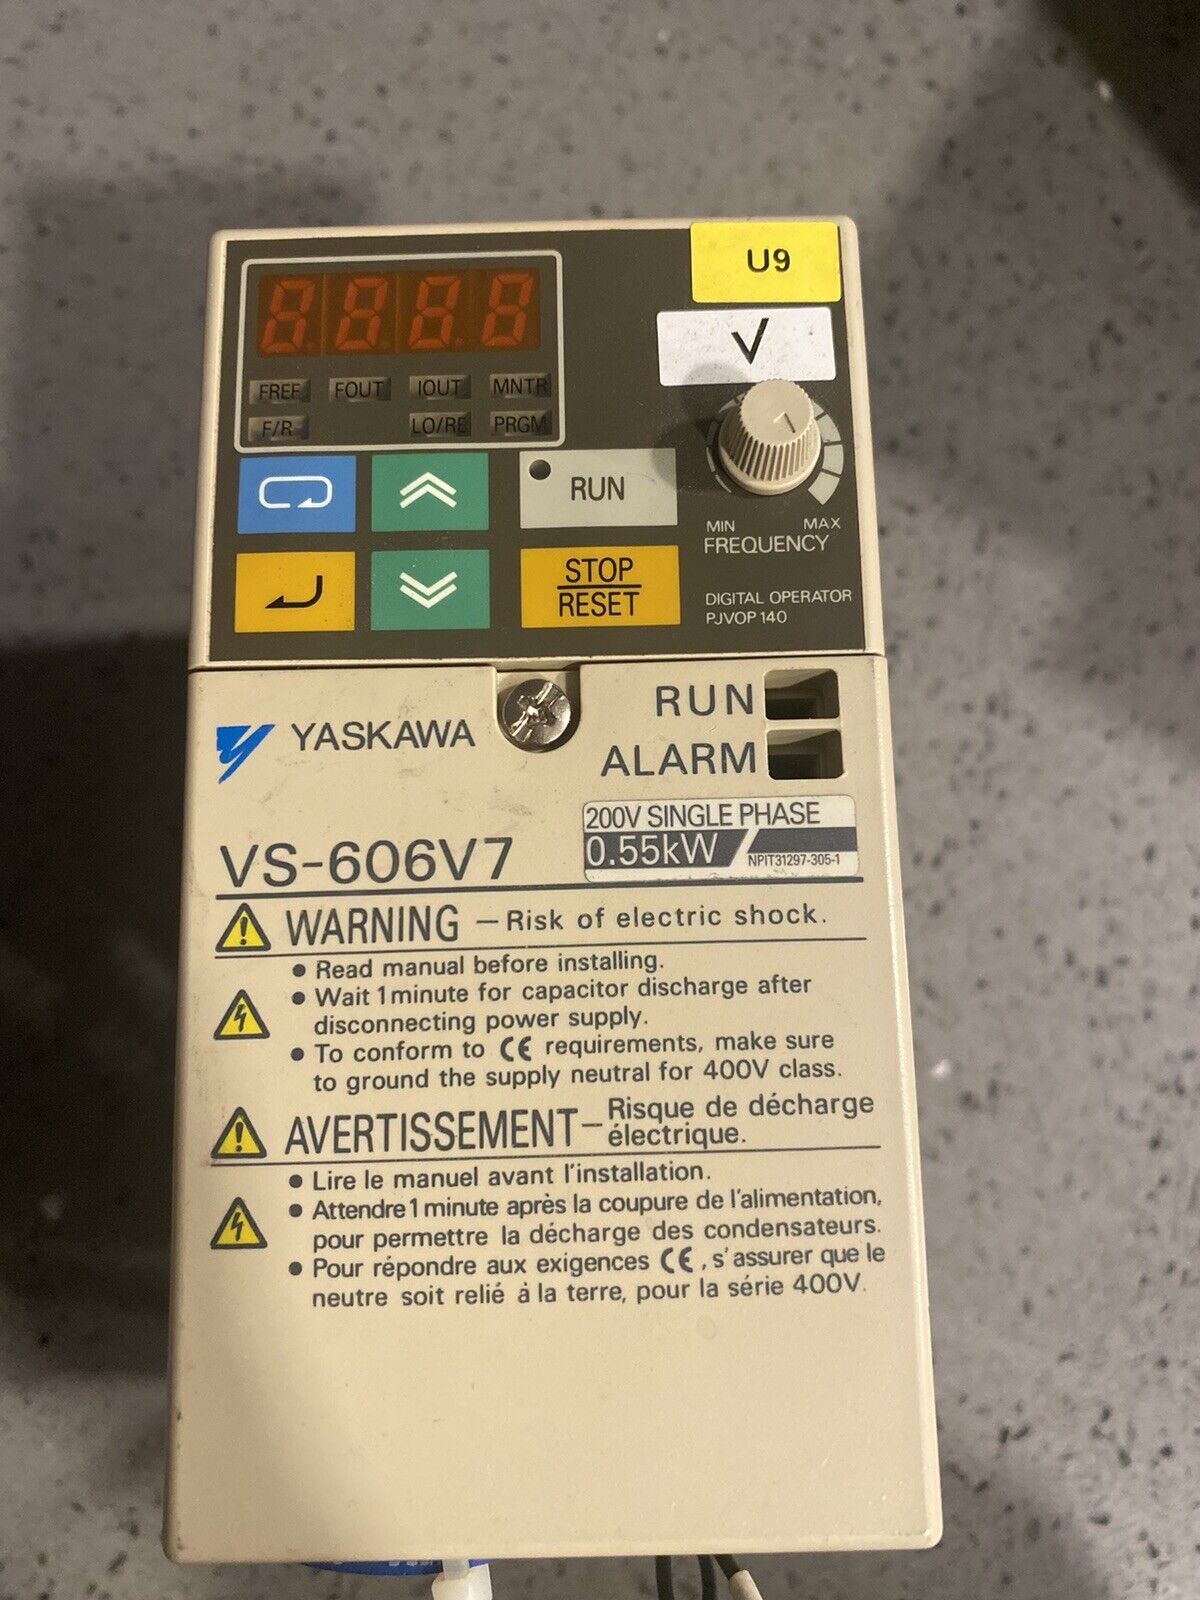 U9
√
8.8.8.8.
FREF FOUT IOUT MNTR
F/R LO/RE PRGM
RUN
STOP
RESET
MIN MAX
FREQUENCY
DIGITAL OPERATOR
PJVOP 140
RUN
ALARM
YASKAWA
200V SINGLE PHASE
0.55kW
NPIT31297-305-1
VS-606V7
WARNING – Risk of electric shock.
● Read manual before installing.
● Wait 1 minute for capacitor discharge after
disconnecting power supply.
● To conform to CE requirements, make sure
to ground the supply neutral for 400V class.
AVERTISSEMENT – Risque de décharge
électrique.
● Lire le manuel avant l'installation.
● Attendre 1 minute après la coupure de l'alimentation,
pour permettre la décharge des condensateurs.
● Pour répondre aux exigences CE, s'assurer que le
neutre soit relié à la terre, pour la série 400V.